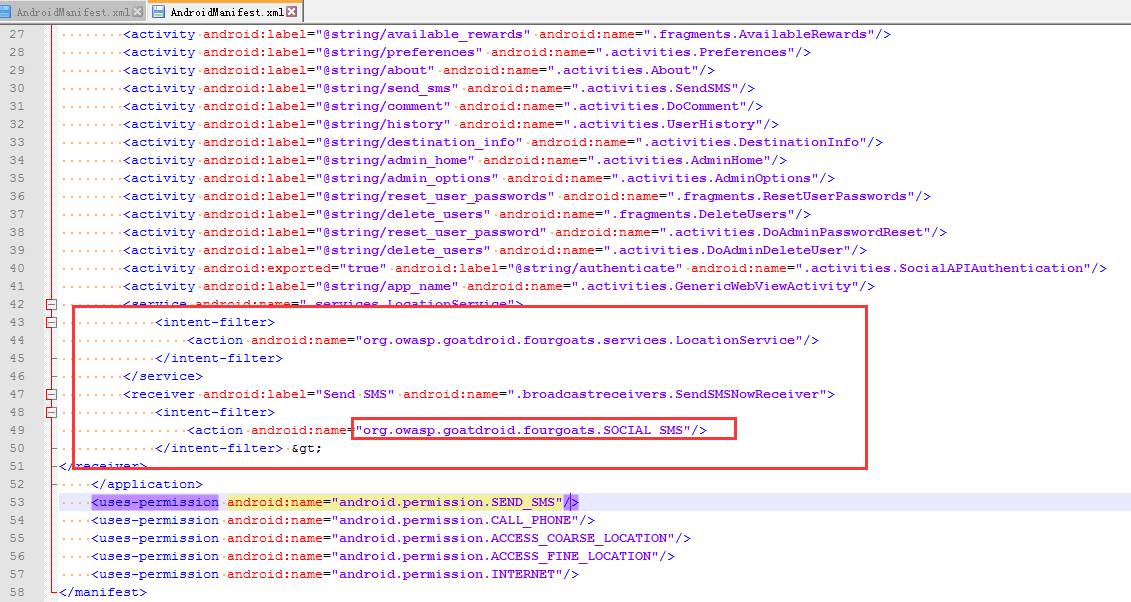 AndroidManifest.xml AndroidManifest.xml
27 <activity android:label="@string/available_rewards" android:name=".fragments.AvailableRewards"/>
28 <activity android:label="@string/preferences" android:name=".activities.Preferences"/>
29 <activity android:label="@string/about" android:name=".activities.About"/>
30 <activity android:label="@string/send_sms" android:name=".activities.SendSMS"/>
31 <activity android:label="@string/comment" android:name=".activities.DoComment"/>
32 <activity android:label="@string/history" android:name=".activities.UserHistory"/>
33 <activity android:label="@string/destination_info" android:name=".activities.DestinationInfo"/>
34 <activity android:label="@string/admin_home" android:name=".activities.AdminHome"/>
35 <activity android:label="@string/admin_options" android:name=".activities.AdminOptions"/>
36 <activity android:label="@string/reset_user_passwords" android:name=".fragments.ResetUserPasswords"/>
37 <activity android:label="@string/delete_users" android:name=".fragments.DeleteUsers"/>
38 <activity android:label="@string/reset_user_password" android:name=".activities.DoAdminPasswordReset"/>
39 <activity android:label="@string/delete_users" android:name=".activities.DoAdminDeleteUser"/>
40 <activity android:exported="true" android:label="@string/authenticate" android:name=".activities.SocialAPIAuthentication"/>
41 <activity android:label="@string/app_name" android:name=".activities.GenericWebViewActivity"/>
42 <service android:name=".services.LocationService">
43 <intent-filter>
44 <action android:name="org.owasp.goatdroid.fourgoats.services.LocationService"/>
45 </intent-filter>
46 </service>
47 <receiver android:label="Send SMS" android:name=".broadcastreceivers.SendSMSNowReceiver">
48 <intent-filter>
49 <action android:name="org.owasp.goatdroid.fourgoats.SOCIAL_SMS"/>
50 </intent-filter> &gt;
51 </receiver>
52 </application>
53 <uses-permission android:name="android.permission.SEND_SMS"/>
54 <uses-permission android:name="android.permission.CALL_PHONE"/>
55 <uses-permission android:name="android.permission.ACCESS_COARSE_LOCATION"/>
56 <uses-permission android:name="android.permission.ACCESS_FINE_LOCATION"/>
57 <uses-permission android:name="android.permission.INTERNET"/>
58 </manifest>